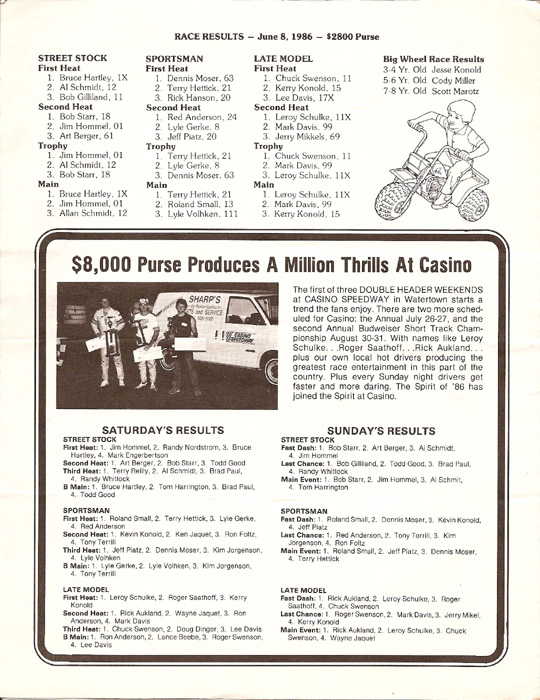 RACE RESULTS — June 8, 1986 — $2800 Purse
STREET STOCK
First Heat
1. Bruce Hartley, 1X
2. Al Schmidt, 12
3. Bob Gilliland, 11
Second Heat
1. Bob Starr, 18
2. Jim Hommel, 01
3. Art Berger, 61
Trophy
1. Jim Hommel, 01
2. Al Schmidt, 12
3. Bob Starr, 18
Main
1. Bruce Hartley, 1X
2. Jim Hommel, 01
3. Allan Schmidt, 12
SPORTSMAN
First Heat
1. Dennis Moser, 63
2. Terry Hettick, 21
3. Rick Hanson, 20
Second Heat
1. Red Anderson, 24
2. Lyle Gerke, 8
3. Jeff Piatz, 20
Trophy
1. Terry Hettick, 21
2. Lyle Gerke, 8
3. Dennis Moser, 63
Main
1. Terry Hettick, 21
2. Roland Small, 13
3. Lyle Volhken, 111
LATE MODEL
First Heat
1. Chuck Swenson, 11
2. Kerry Konold, 15
3. Lee Davis, 17X
Second Heat
1. Leroy Schulke, 11X
2. Mark Davis, 99
3. Jerry Mikkels, 69
Trophy
1. Chuck Swenson, 11
2. Mark Davis, 99
3. Leroy Schulke, 11X
Main
1. Leroy Schulke, 11X
2. Mark Davis, 99
3. Kerry Konold, 15
Big Wheel Race Results
3-4 Yr. Old Jesse Konold
5-6 Yr. Old Cody Miller
7-8 Yr. Old Scott Marotz
$8,000 Purse Produces A Million Thrills At Casino
SHARP'S
CASINO
SPEEDWAY
The first of three DOUBLE HEADER WEEKENDS
at CASINO SPEEDWAY in Watertown starts a
trend the fans enjoy. There are two more sched-
uled for Casino: the Annual July 26-27, and the
second Annual Budweiser Short Track Cham-
pionship August 30-31. With names like Leroy
Schulke. . .Roger Saathoff. . .Rick Aukland. . .
plus our own local hot drivers producing the
greatest race entertainment in this part of the
country. Plus every Sunday night drivers get
faster and more daring. The Spirit of '86 has
joined the Spirit at Casino.
SATURDAY'S RESULTS
STREET STOCK
First Heat: 1. Jim Hommel, 2. Randy Nordstrom, 3. Bruce
Hartley, 4. Mark Engerbertson
Second Heat: 1. Art Berger, 2. Bob Starr, 3. Todd Good
Third Heat: 1. Terry Reilly, 2. Al Schmidt, 3. Brad Paul,
4. Randy Whitlock
B Main: 1. Bruce Hartley, 2. Tom Harrington, 3. Brad Paul,
4. Todd Good
SPORTSMAN
First Heat: 1. Roland Small, 2. Terry Hettick, 3. Lyle Gerke,
4. Red Anderson
Second Heat: 1. Kevin Konold, 2. Ken Jaquet, 3. Ron Foltz,
4. Tony Terrill
Third Heat: 1. Jeff Platz, 2. Dennis Moser, 3. Kim Jorgenson,
4. Lyle Volken
B Main: 1. Lyle Gerke, 2. Lyle Volken, 3. Kim Jorgenson,
4. Tony Terrill
LATE MODEL
First Heat: 1. Leroy Schulke, 2. Roger Saathoff, 3. Kerry
Konold
Second Heat: 1. Rick Aukland, 2. Wayne Jaquet, 3. Ron
Anderson, 4. Mark Davis
Third Heat: 1. Chuck Swenson, 2. Doug Dinger, 3. Lee Davis
B Main: 1. Ron Anderson, 2. Lance Beebe, 3. Roger Swenson,
4. Lee Davis
SUNDAY'S RESULTS
STREET STOCK
Fast Dash: 1. Bob Starr, 2. Art Berger, 3. Al Schmidt,
4. Jim Hommel
Last Chance: 1. Bob Gilliland, 2. Todd Good, 3. Brad Paul,
4. Randy Whitlock
Main Event: 1. Bob Starr, 2. Jim Hommel, 3. Al Schmit,
4. Tom Harrington
SPORTSMAN
Fast Dash: 1. Roland Small, 2. Dennis Moser, 3. Kevin Konold,
4. Jeff Platz
Last Chance: 1. Red Anderson, 2. Tony Torrill, 3. Kim
Jorgenson, 4. Ron Foltz
Main Event: 1. Roland Small, 2. Jeff Platz, 3. Dennis Moser,
4. Terry Hettick
LATE MODEL
Fast Dash: 1. Rick Aukland, 2. Leroy Schulke, 3. Roger
Saathoff, 4. Chuck Swenson
Last Chance: 1. Roger Swenson, 2. Mark Davis, 3. Jerry Mikel,
4. Kerry Konold
Main Event: 1. Rick Aukland, 2. Leroy Schulke, 3. Chuck
Swenson, 4. Wayne Jaquet